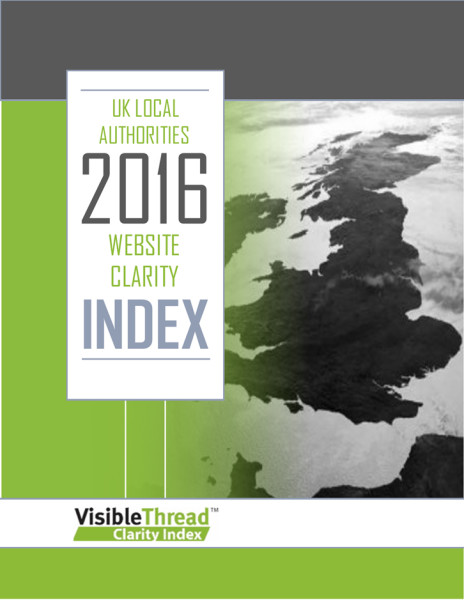 UK LOCAL
AUTHORITIES
2016
WEBSITE
CLARITY
INDEX
VisibleThread™
Clarity Index